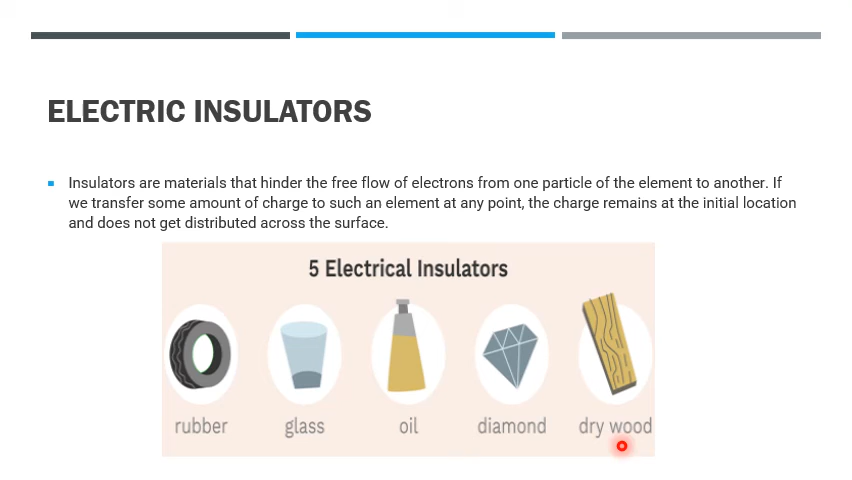 ELECTRIC INSULATORS
Insulators are materials that hinder the free flow of electrons from one particle of the element to another. If
we transfer some amount of charge to such an element at any point, the charge remains at the initial location
and does not get distributed across the surface.
5 Electrical Insulators
rubber glass oil diamond dry wood